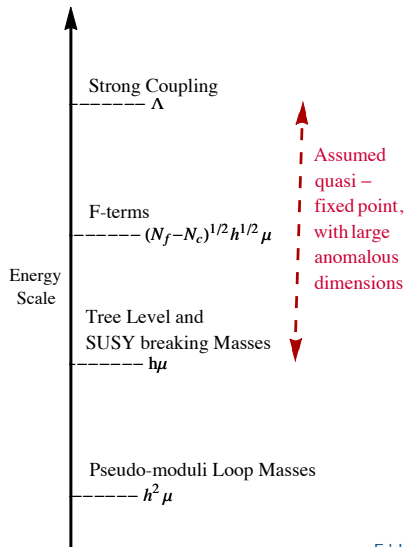 Strong Coupling
Λ
Assumed
quasi –
fixed point,
with large
anomalous
dimensions
F-terms
(N_f–N_c)^{1/2} h^{1/2} μ
Energy
Scale
Tree Level and
SUSY breaking Masses
hμ
Pseudo-moduli Loop Masses
h^2 μ